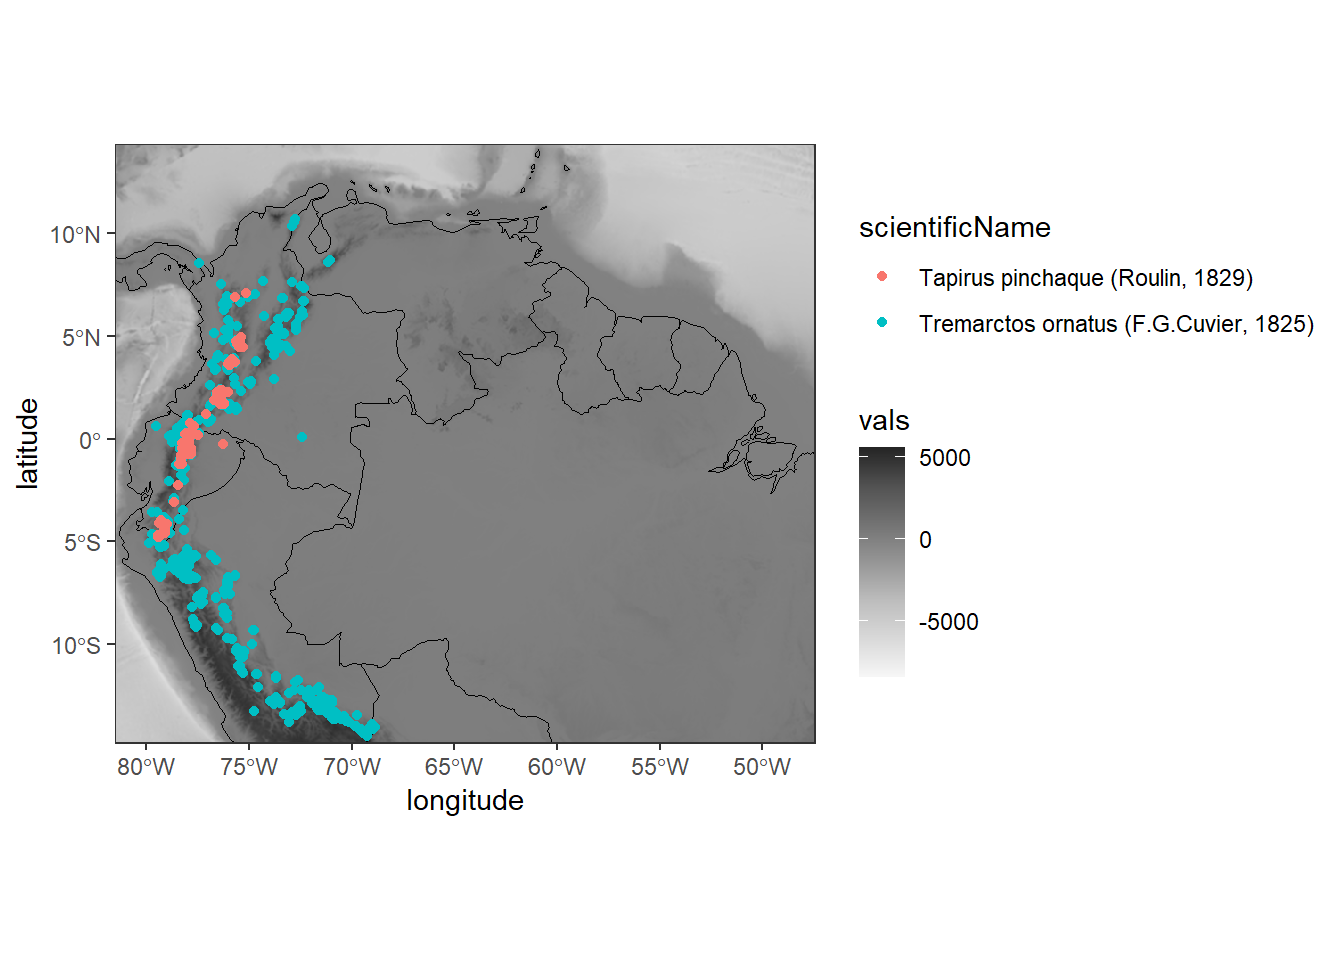 10°N
5°N
0°
5°S
10°S
latitude
80°W
75°W
70°W
65°W
60°W
55°W
50°W
longitude
scientificName
Tapirus pinchaque (Roulin, 1829)
Tremarctos ornatus (F.G.Cuvier, 1825)
vals
5000
0
-5000